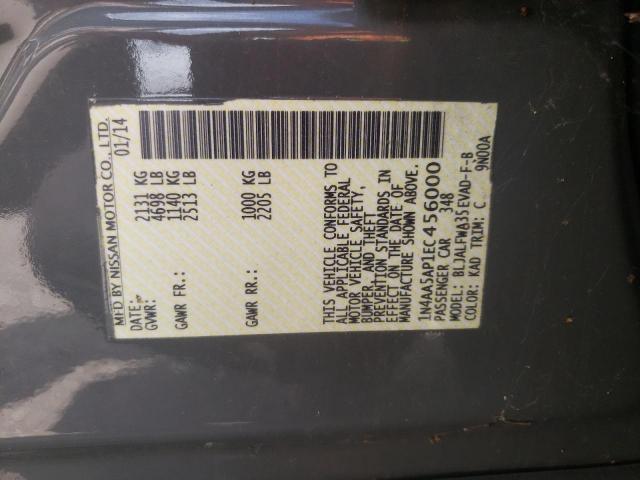 MFD BY NISSAN MOTOR CO., LTD.
DATE: 01/14
GVWR: 2131 KG
4698 LB
GAWR FR.: 1140 KG
2513 LB
GAWR RR.: 1000 KG
2205 LB
THIS VEHICLE CONFORMS TO
ALL APPLICABLE FEDERAL
MOTOR VEHICLE SAFETY,
BUMPER, AND THEFT
PREVENTION STANDARDS IN
EFFECT ON THE DATE OF
MANUFACTURE SHOWN ABOVE.
1N4AA5AP1EC456000
PASSENGER CAR 348
MODEL: BLJALFWA35EVAD-F-B
COLOR: KAD TRIM: C 9N00A